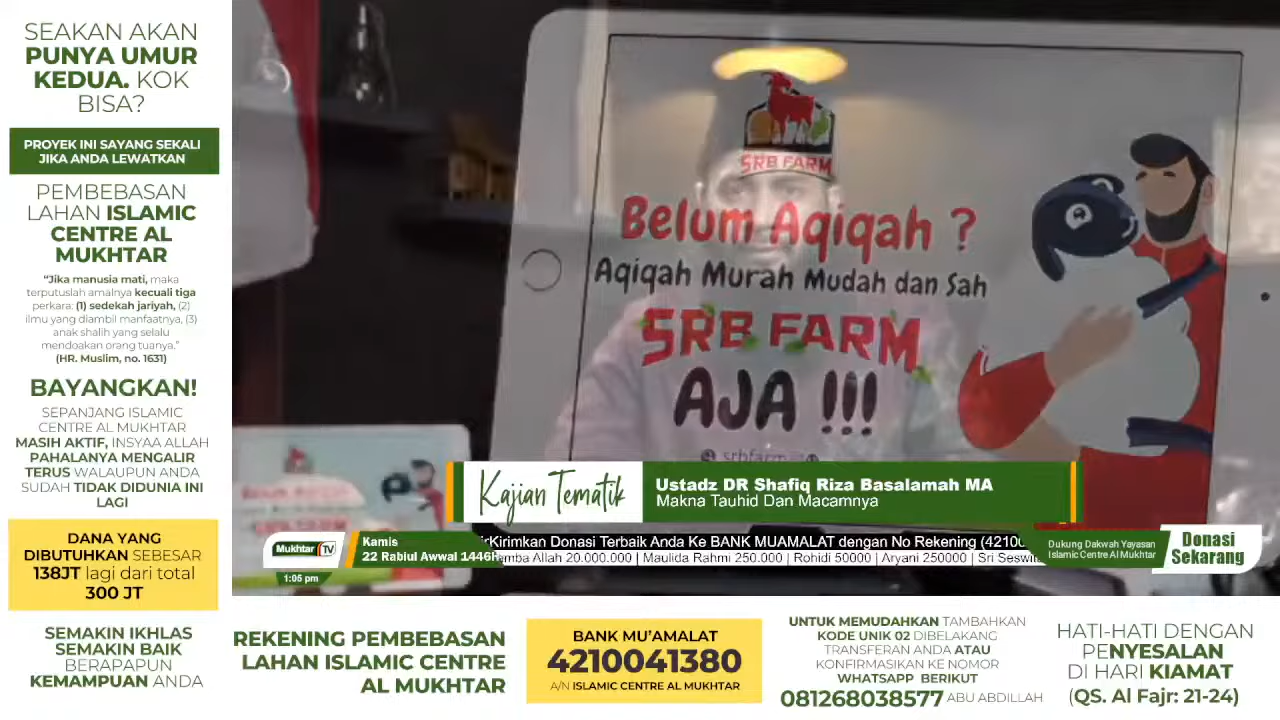 SEAKAN AKAN
PUNYA UMUR
KEDUA. KOK
BISA?
PROYEK INI SAYANG SEKALI
JIKA ANDA LEWATKAN
PEMBEBASAN
LAHAN ISLAMIC
CENTRE AL
MUKHTAR
“Jika manusia mati, maka
terputuslah amalnya kecuali tiga
perkara: (1) sedekah jariyah, (2)
ilmu yang diambil manfaatnya, (3)
anak shalih yang selalu
mendoakan orang tuanya.”
(HR. Muslim, no. 1631)
BAYANGKAN!
SEPANJANG ISLAMIC
CENTRE AL MUKHTAR
MASIH AKTIF, INSYAA ALLAH
PAHALANYA MENGALIR
TERUS WALAUPUN ANDA
SUDAH TIDAK DIDUNIA INI
LAGI
DANA YANG
DIBUTUHKAN SEBESAR
138JT lagi dari total
300 JT
SEMAKIN IKHLAS
SEMAKIN BAIK
BERAPAPUN
KEMAMPUAN ANDA
SRB FARM
Belum Aqiqah ?
Aqiqah Murah Mudah dan Sah
SRB FARM
AJA !!!
Kajian Tematik
Ustadz DR Shafiq Riza Basalamah MA
Makna Tauhid Dan Macamnya
Mukhtar TV
Kamis
22 Rabiul Awwal 1446H
1:05 pm
Kirimkan Donasi Terbaik Anda Ke BANK MUAMALAT dengan No Rekening (42100
amba Allah 20.000.000 | Maulida Rahmi 250.000 | Rohidi 50000 | Aryani 250000 | Sri Seswit
Dukung Dakwah Yayasan
Islamic Centre Al Mukhtar
Donasi
Sekarang
REKENING PEMBEBASAN
LAHAN ISLAMIC CENTRE
AL MUKHTAR
BANK MU’AMALAT
4210041380
A/N ISLAMIC CENTRE AL MUKHTAR
UNTUK MEMUDAHKAN TAMBAHKAN
KODE UNIK 02 DIBELAKANG
TRANSFERAN ANDA ATAU
KONFIRMASIKAN KE NOMOR
WHATSAPP BERIKUT
081268038577 ABU ABDILLAH
HATI-HATI DENGAN
PENYESALAN
DI HARI KIAMAT
(QS. Al Fajr: 21-24)